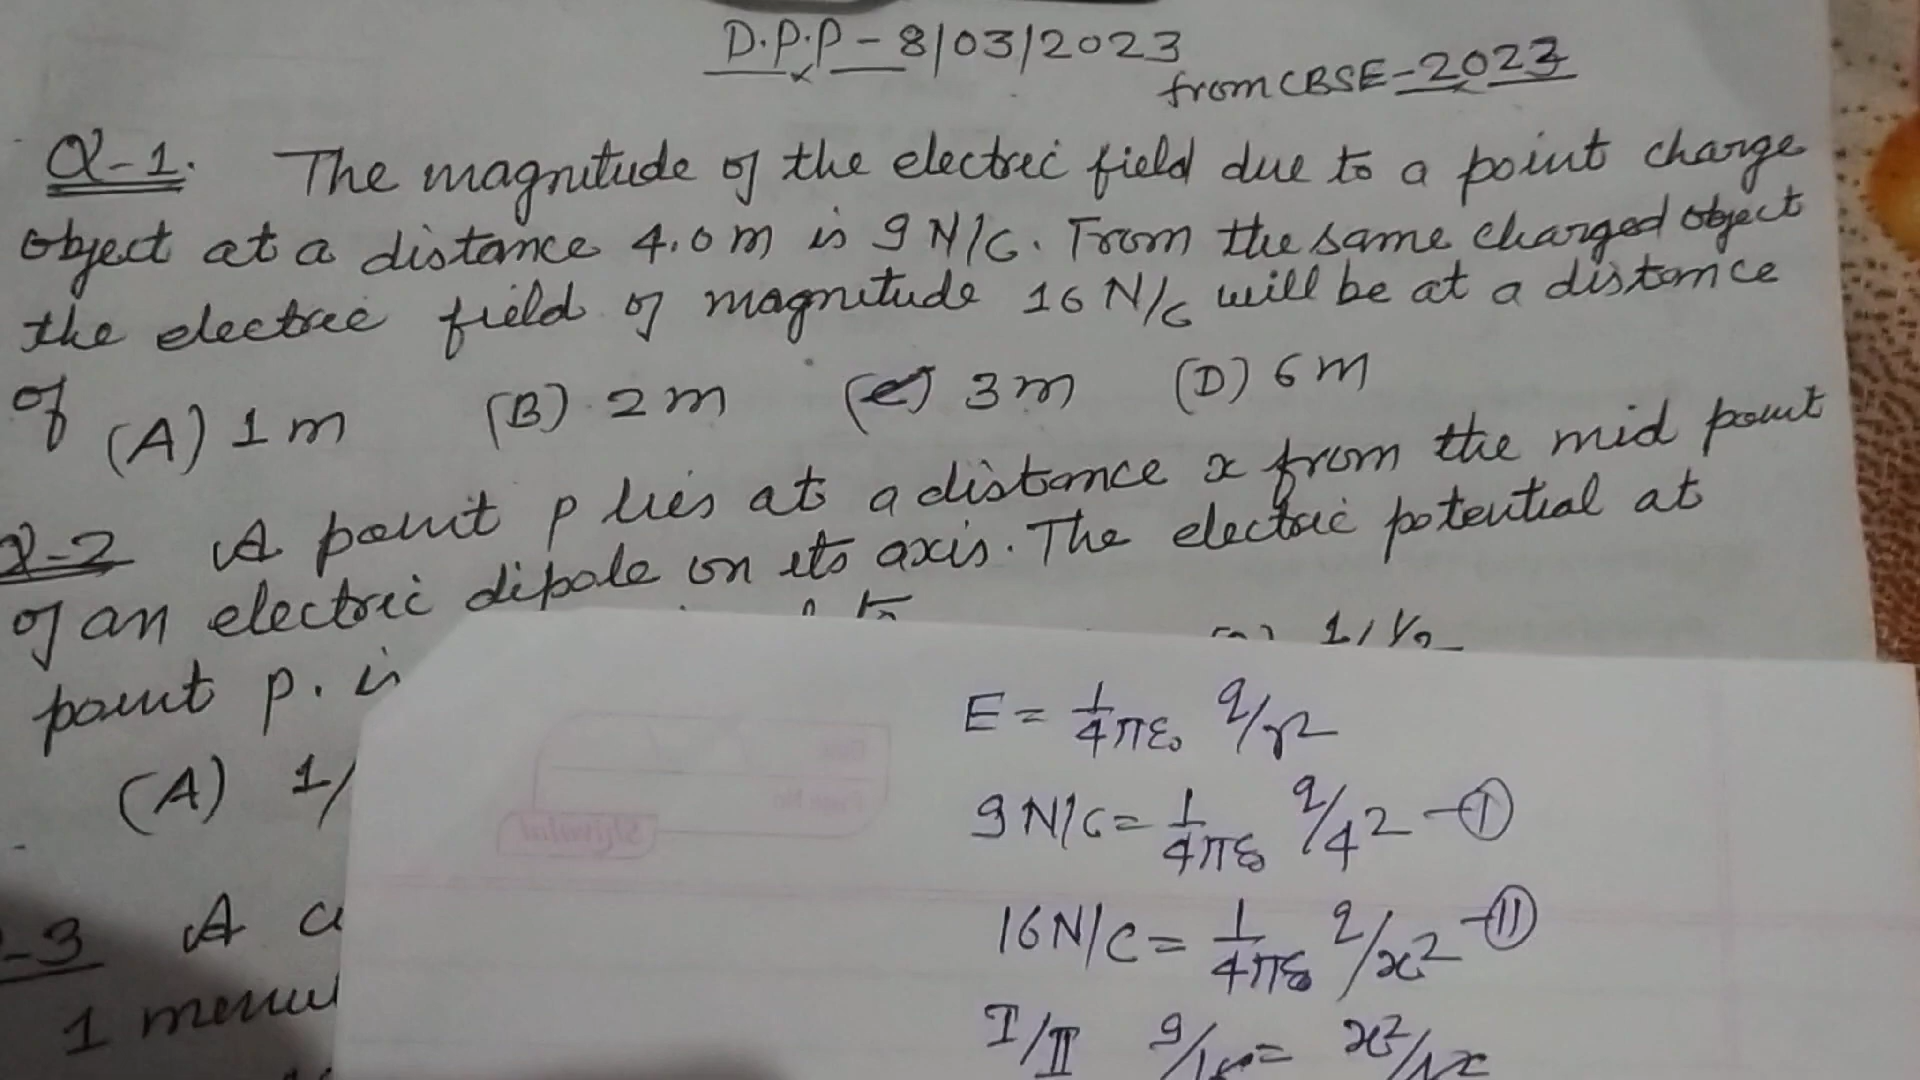 D.P.P - 8/03/2023
from CBSE - 2023
Q-1. The magnitude of the electric field due to a point charge
object at a distance 4.0 m is 9 N/C. From the same charged object
the electric field of magnitude 16 N/C will be at a distance
of (A) 1 m (B) 2 m (C) 3 m (D) 6 m
Q-2 A point p lies at a distance x from the mid point
of an electric dipole on its axis. The electric potential at
point p. is
(A) 1/
-3 A
1
E = 1/4πε₀ q/r²
9 N/C = 1/4πε₀ q/4² - I
16 N/C = 1/4πε₀ q/x² - II
I/II 9/16 = x²/